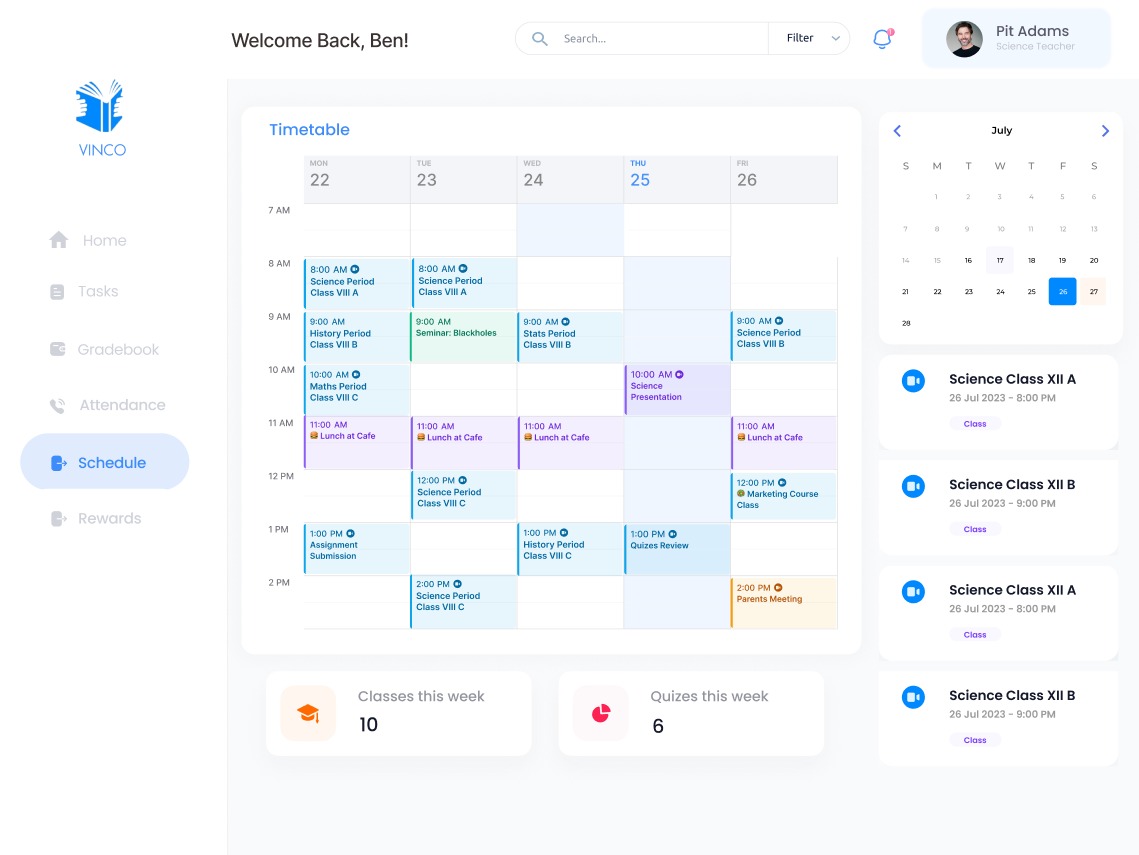 Welcome Back, Ben!
Search...
Filter
1
Pit Adams
Science Teacher
VINCO
Home
Tasks
Gradebook
Attendance
Schedule
Rewards
Timetable
MON TUE WED THU FRI
22 23 24 25 26
7 AM
8 AM
8:00 AM
Science Period
Class VIII A
8:00 AM
Science Period
Class VIII A
9 AM
9:00 AM
History Period
Class VIII B
9:00 AM
Seminar: Blackholes
9:00 AM
Stats Period
Class VIII B
9:00 AM
Science Period
Class VIII B
10 AM
10:00 AM
Maths Period
Class VIII C
10:00 AM
Science
Presentation
11 AM
11:00 AM
Lunch at Cafe
11:00 AM
Lunch at Cafe
11:00 AM
Lunch at Cafe
11:00 AM
Lunch at Cafe
12 PM
12:00 PM
Science Period
Class VIII C
12:00 PM
Marketing Course
Class
1 PM
1:00 PM
Assignment
Submission
1:00 PM
History Period
Class VIII C
1:00 PM
Quizes Review
2 PM
2:00 PM
Science Period
Class VIII C
2:00 PM
Parents Meeting
Classes this week
10
Quizes this week
6
July
S M T W T F S
1 2 3 4 5 6
7 8 9 10 11 12 13
14 15 16 17 18 19 20
21 22 23 24 25 26 27
28
Science Class XII A
26 Jul 2023 - 8:00 PM
Class
Science Class XII B
26 Jul 2023 - 9:00 PM
Class
Science Class XII A
26 Jul 2023 - 8:00 PM
Class
Science Class XII B
26 Jul 2023 - 9:00 PM
Class